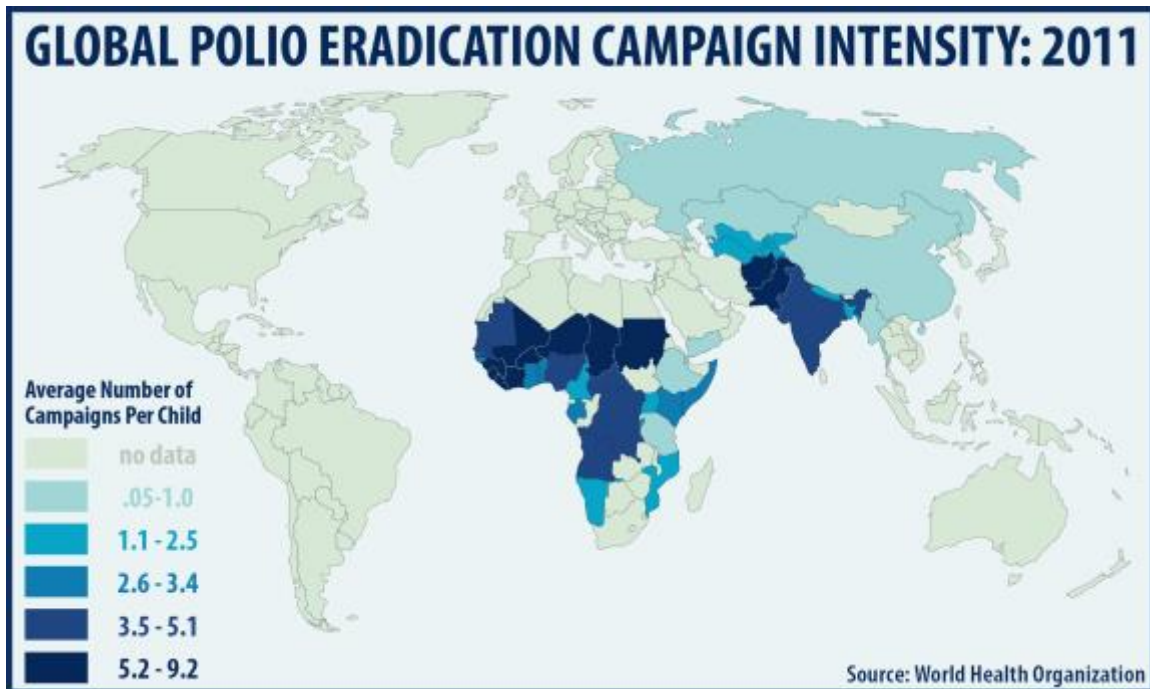 GLOBAL POLIO ERADICATION CAMPAIGN INTENSITY: 2011
Average Number of
Campaigns Per Child
no data
.05-1.0
1.1 - 2.5
2.6 - 3.4
3.5 - 5.1
5.2 - 9.2
Source: World Health Organization